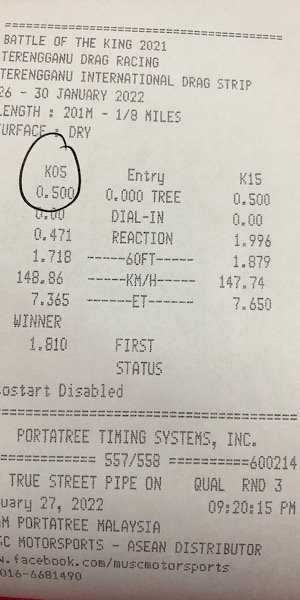 ================================
BATTLE OF THE KING 2021
TERENGGANU DRAG RACING
TERENGGANU INTERNATIONAL DRAG STRIP
26 - 30 JANUARY 2022
LENGTH : 201M - 1/8 MILES
SURFACE : DRY
K05 Entry K15
0.500 0.000 TREE 0.500
0.00 DIAL-IN 0.00
0.471 REACTION 1.996
1.718 -----60FT----- 1.879
148.86 ------KM/H------ 147.74
7.365 ------ET------- 7.650
WINNER
1.810 FIRST
STATUS
ostart Disabled
================================
PORTATREE TIMING SYSTEMS, INC.
============ 557/558 ==========600214
TRUE STREET PIPE ON QUAL RND 3
uary 27, 2022 09:20:15 PM
M PORTATREE MALAYSIA
SC MOTORSPORTS - ASEAN DISTRIBUTOR
w.facebook.com/muscmotorsports
016-6681490